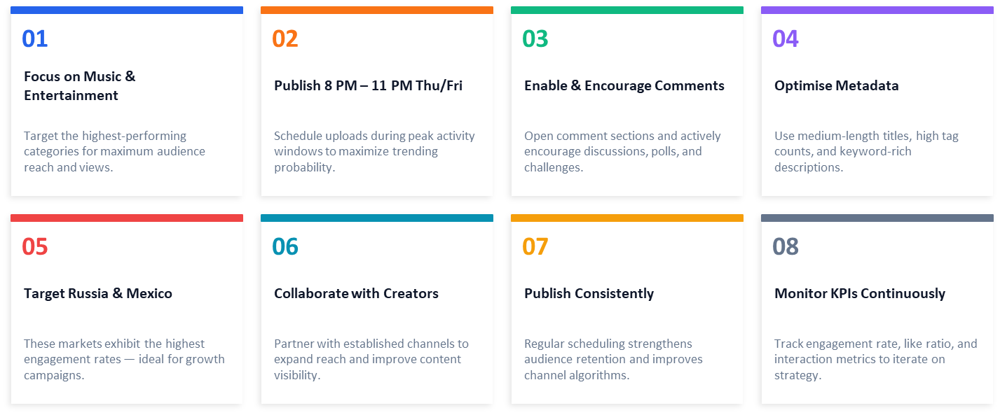 01
Focus on Music &
Entertainment
Target the highest-performing
categories for maximum audience
reach and views.
02
Publish 8 PM – 11 PM Thu/Fri
Schedule uploads during peak activity
windows to maximize trending
probability.
03
Enable & Encourage Comments
Open comment sections and actively
encourage discussions, polls, and
challenges.
04
Optimise Metadata
Use medium-length titles, high tag
counts, and keyword-rich
descriptions.
05
Target Russia & Mexico
These markets exhibit the highest
engagement rates — ideal for growth
campaigns.
06
Collaborate with Creators
Partner with established channels to
expand reach and improve content
visibility.
07
Publish Consistently
Regular scheduling strengthens
audience retention and improves
channel algorithms.
08
Monitor KPIs Continuously
Track engagement rate, like ratio, and
interaction metrics to iterate on
strategy.